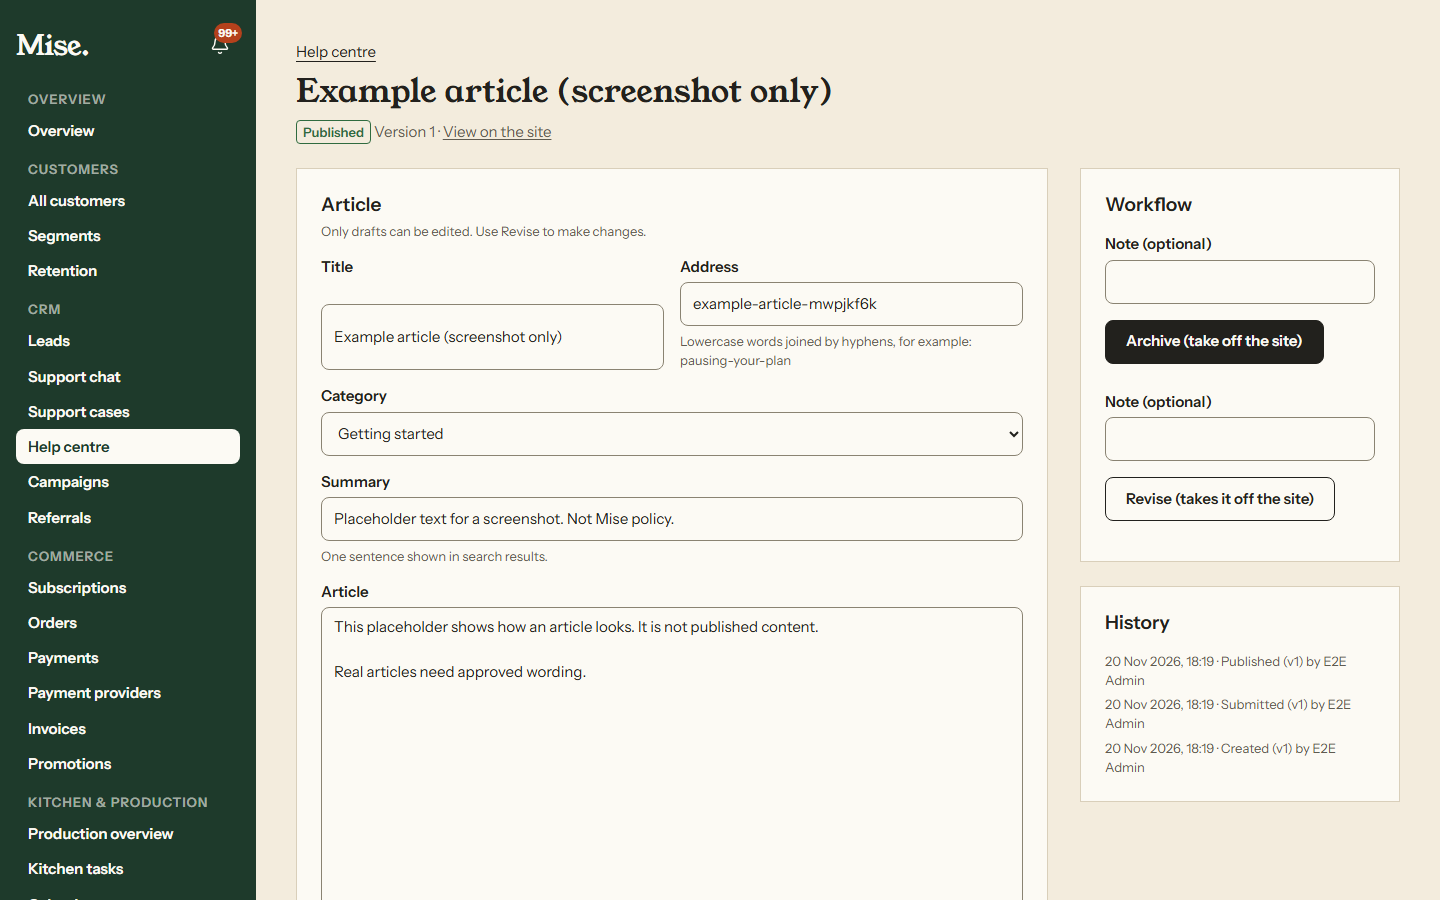 Mise.
99+
OVERVIEW
Overview
CUSTOMERS
All customers
Segments
Retention
CRM
Leads
Support chat
Support cases
Help centre
Campaigns
Referrals
COMMERCE
Subscriptions
Orders
Payments
Payment providers
Invoices
Promotions
KITCHEN & PRODUCTION
Production overview
Kitchen tasks
Help centre
Example article (screenshot only)
Published Version 1 · View on the site
Article
Only drafts can be edited. Use Revise to make changes.
Title
Example article (screenshot only)
Address
example-article-mwpjkf6k
Lowercase words joined by hyphens, for example:
pausing-your-plan
Category
Getting started
Summary
Placeholder text for a screenshot. Not Mise policy.
One sentence shown in search results.
Article
This placeholder shows how an article looks. It is not published content.
Real articles need approved wording.
Workflow
Note (optional)
Archive (take off the site)
Note (optional)
Revise (takes it off the site)
History
20 Nov 2026, 18:19 · Published (v1) by E2E
Admin
20 Nov 2026, 18:19 · Submitted (v1) by E2E
Admin
20 Nov 2026, 18:19 · Created (v1) by E2E
Admin